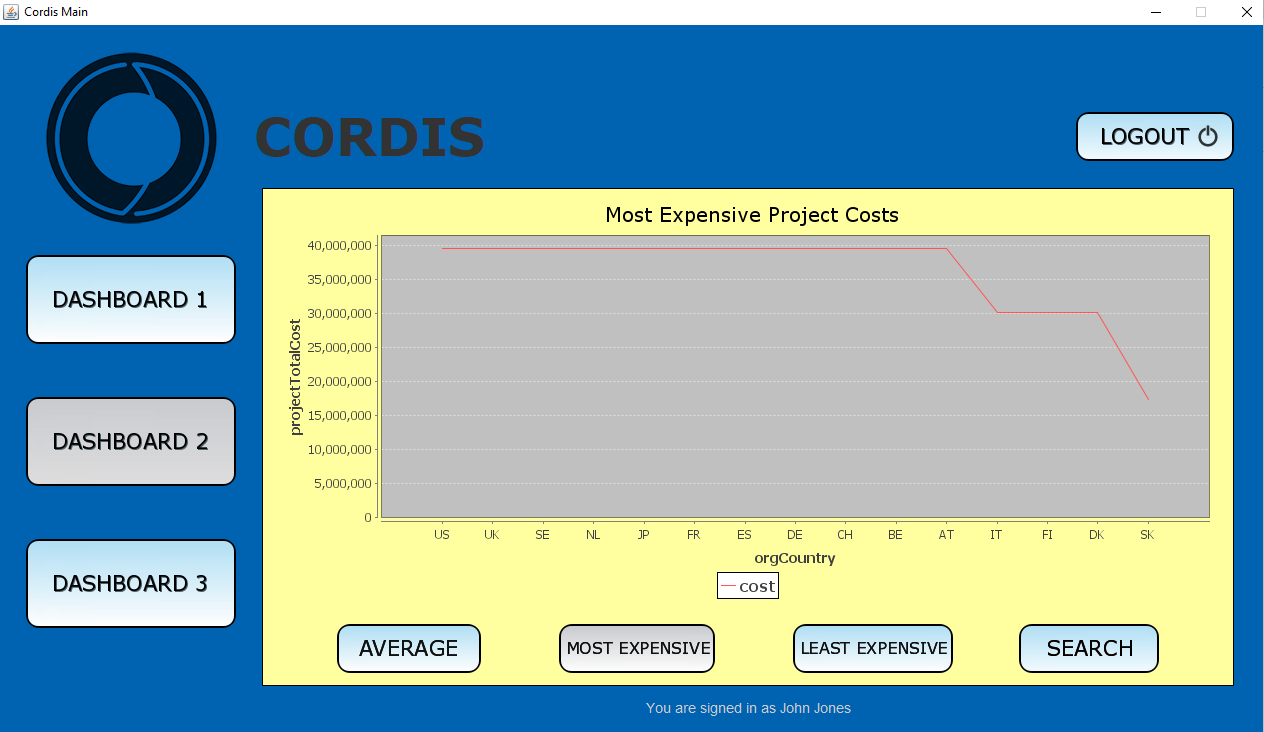 Cordis Main
CORDIS
LOGOUT
DASHBOARD 1
DASHBOARD 2
DASHBOARD 3
Most Expensive Project Costs
projectTotalCost
40,000,000
35,000,000
30,000,000
25,000,000
20,000,000
15,000,000
10,000,000
5,000,000
0
US UK SE NL JP FR ES DE CH BE AT IT FI DK SK
orgCountry
cost
AVERAGE MOST EXPENSIVE LEAST EXPENSIVE SEARCH
You are signed in as John Jones